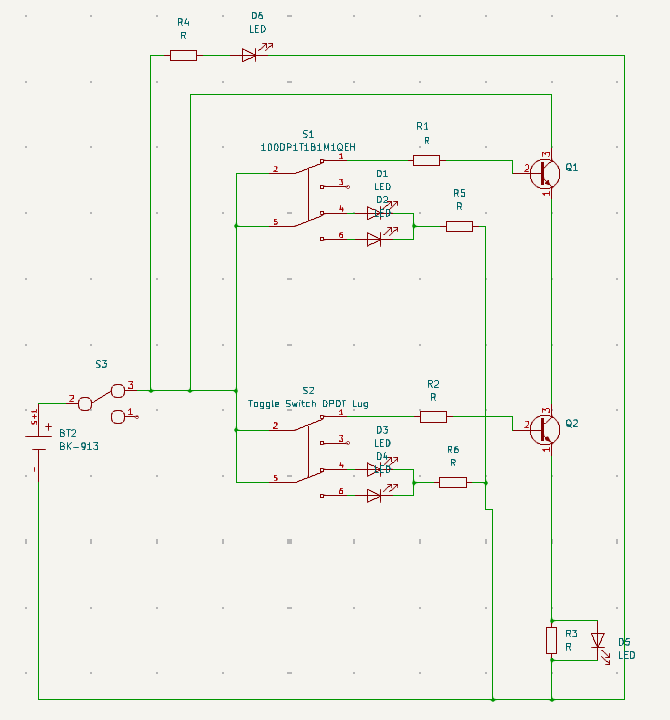 D6
LED
R4
R
S1
100DP1T1B1M1QEH
R1
R
1
2
3
Q1
2
3
1
D1
LED
D2
LED
R5
R
4
5
6
S3
3
2
1
S2
Toggle Switch DPDT Lug
R2
R
1
2
3
Q2
2
3
1
D3
LED
D4
LED
R6
R
4
5
6
+
BT2
BK-913
-
R3
R
D5
LED